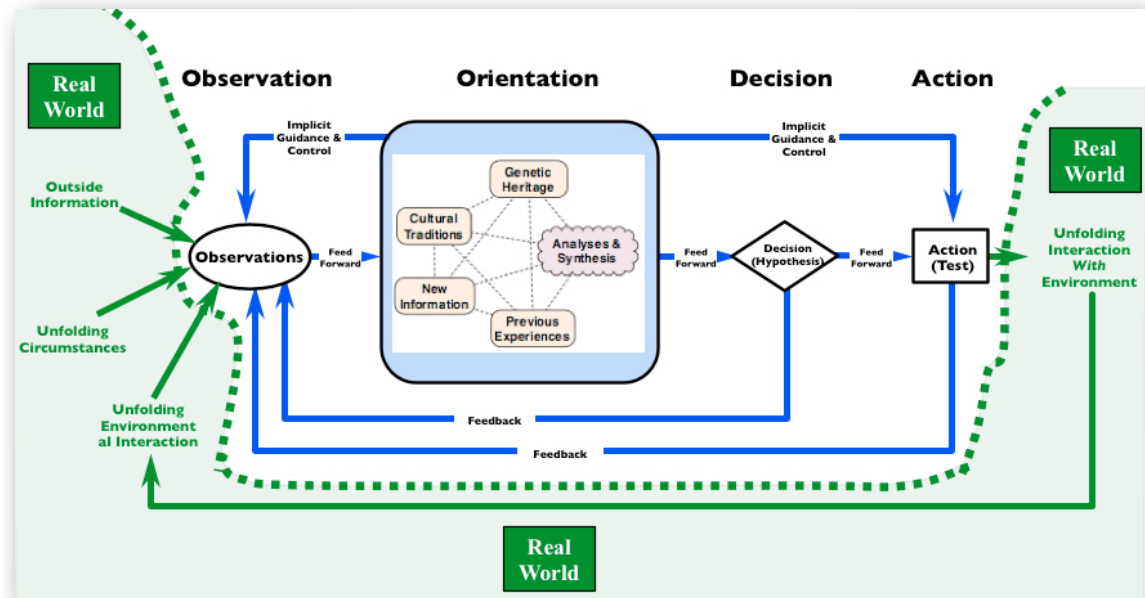 Real
World
Observation
Orientation
Decision
Action
Implicit
Guidance &
Control
Implicit
Guidance &
Control
Real
World
Outside
Information
Genetic
Heritage
Cultural
Traditions
Analyses &
Synthesis
New
Information
Previous
Experiences
Observations
Feed
Forward
Feed
Forward
Decision
(Hypothesis)
Feed
Forward
Action
(Test)
Unfolding
Interaction
With
Environment
Unfolding
Circumstances
Unfolding
Environment
al Interaction
Feedback
Feedback
Real
World